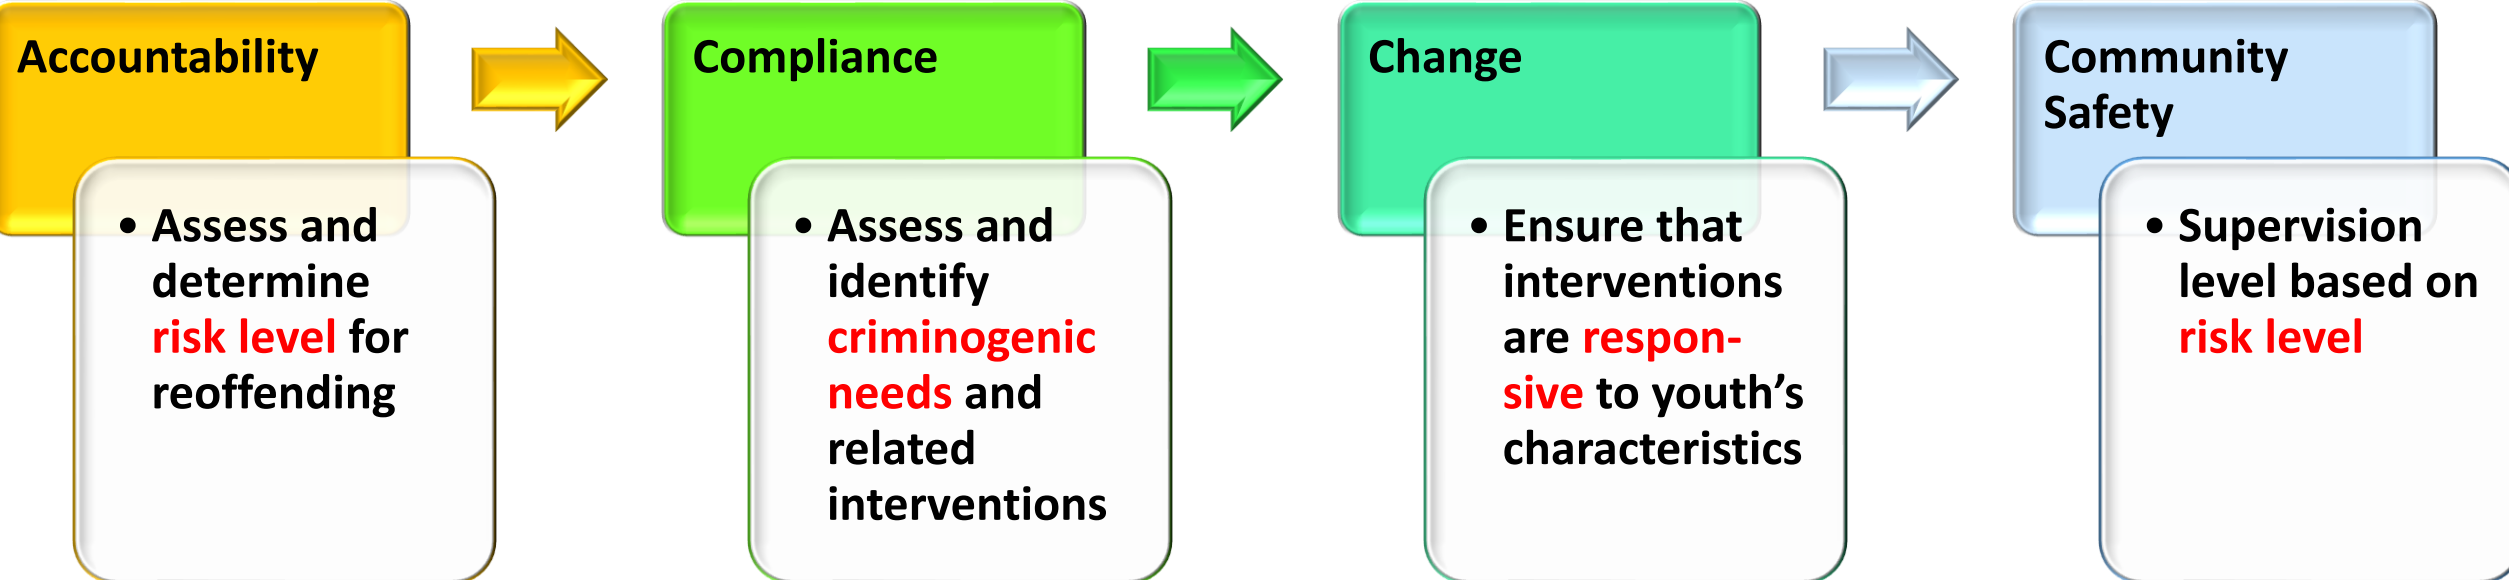 Accountability
• Assess and
determine
risk level for
reoffending
Compliance
• Assess and
identify
criminogenic
needs and
related
interventions
Change
• Ensure that
interventions
are respon-
sive to youth’s
characteristics
Community
Safety
• Supervision
level based on
risk level